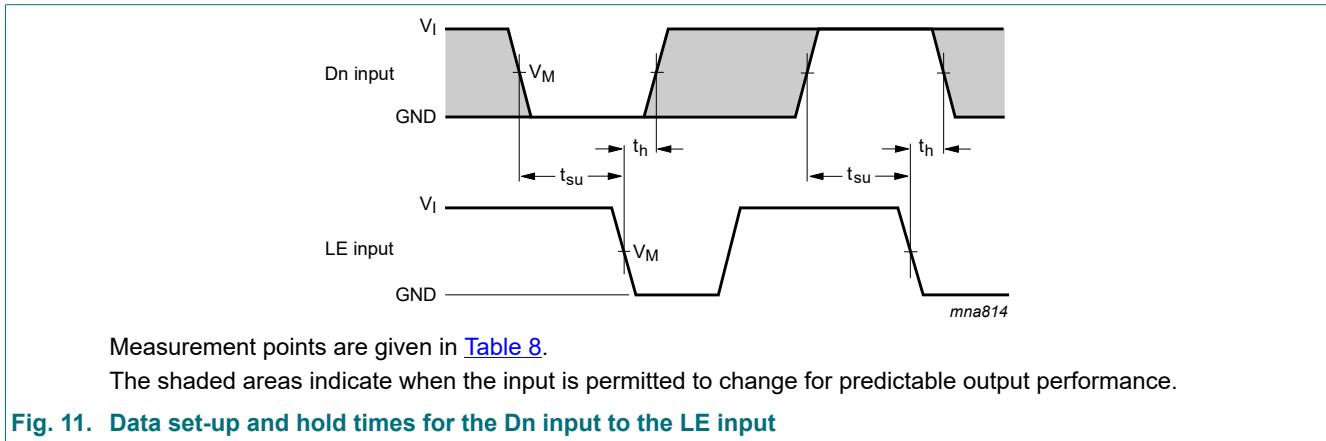 VI
Dn input
VM
GND
th
th
tsu
tsu
VI
LE input
VM
GND
mna814
Measurement points are given in Table 8.
The shaded areas indicate when the input is permitted to change for predictable output performance.
Fig. 11. Data set-up and hold times for the Dn input to the LE input